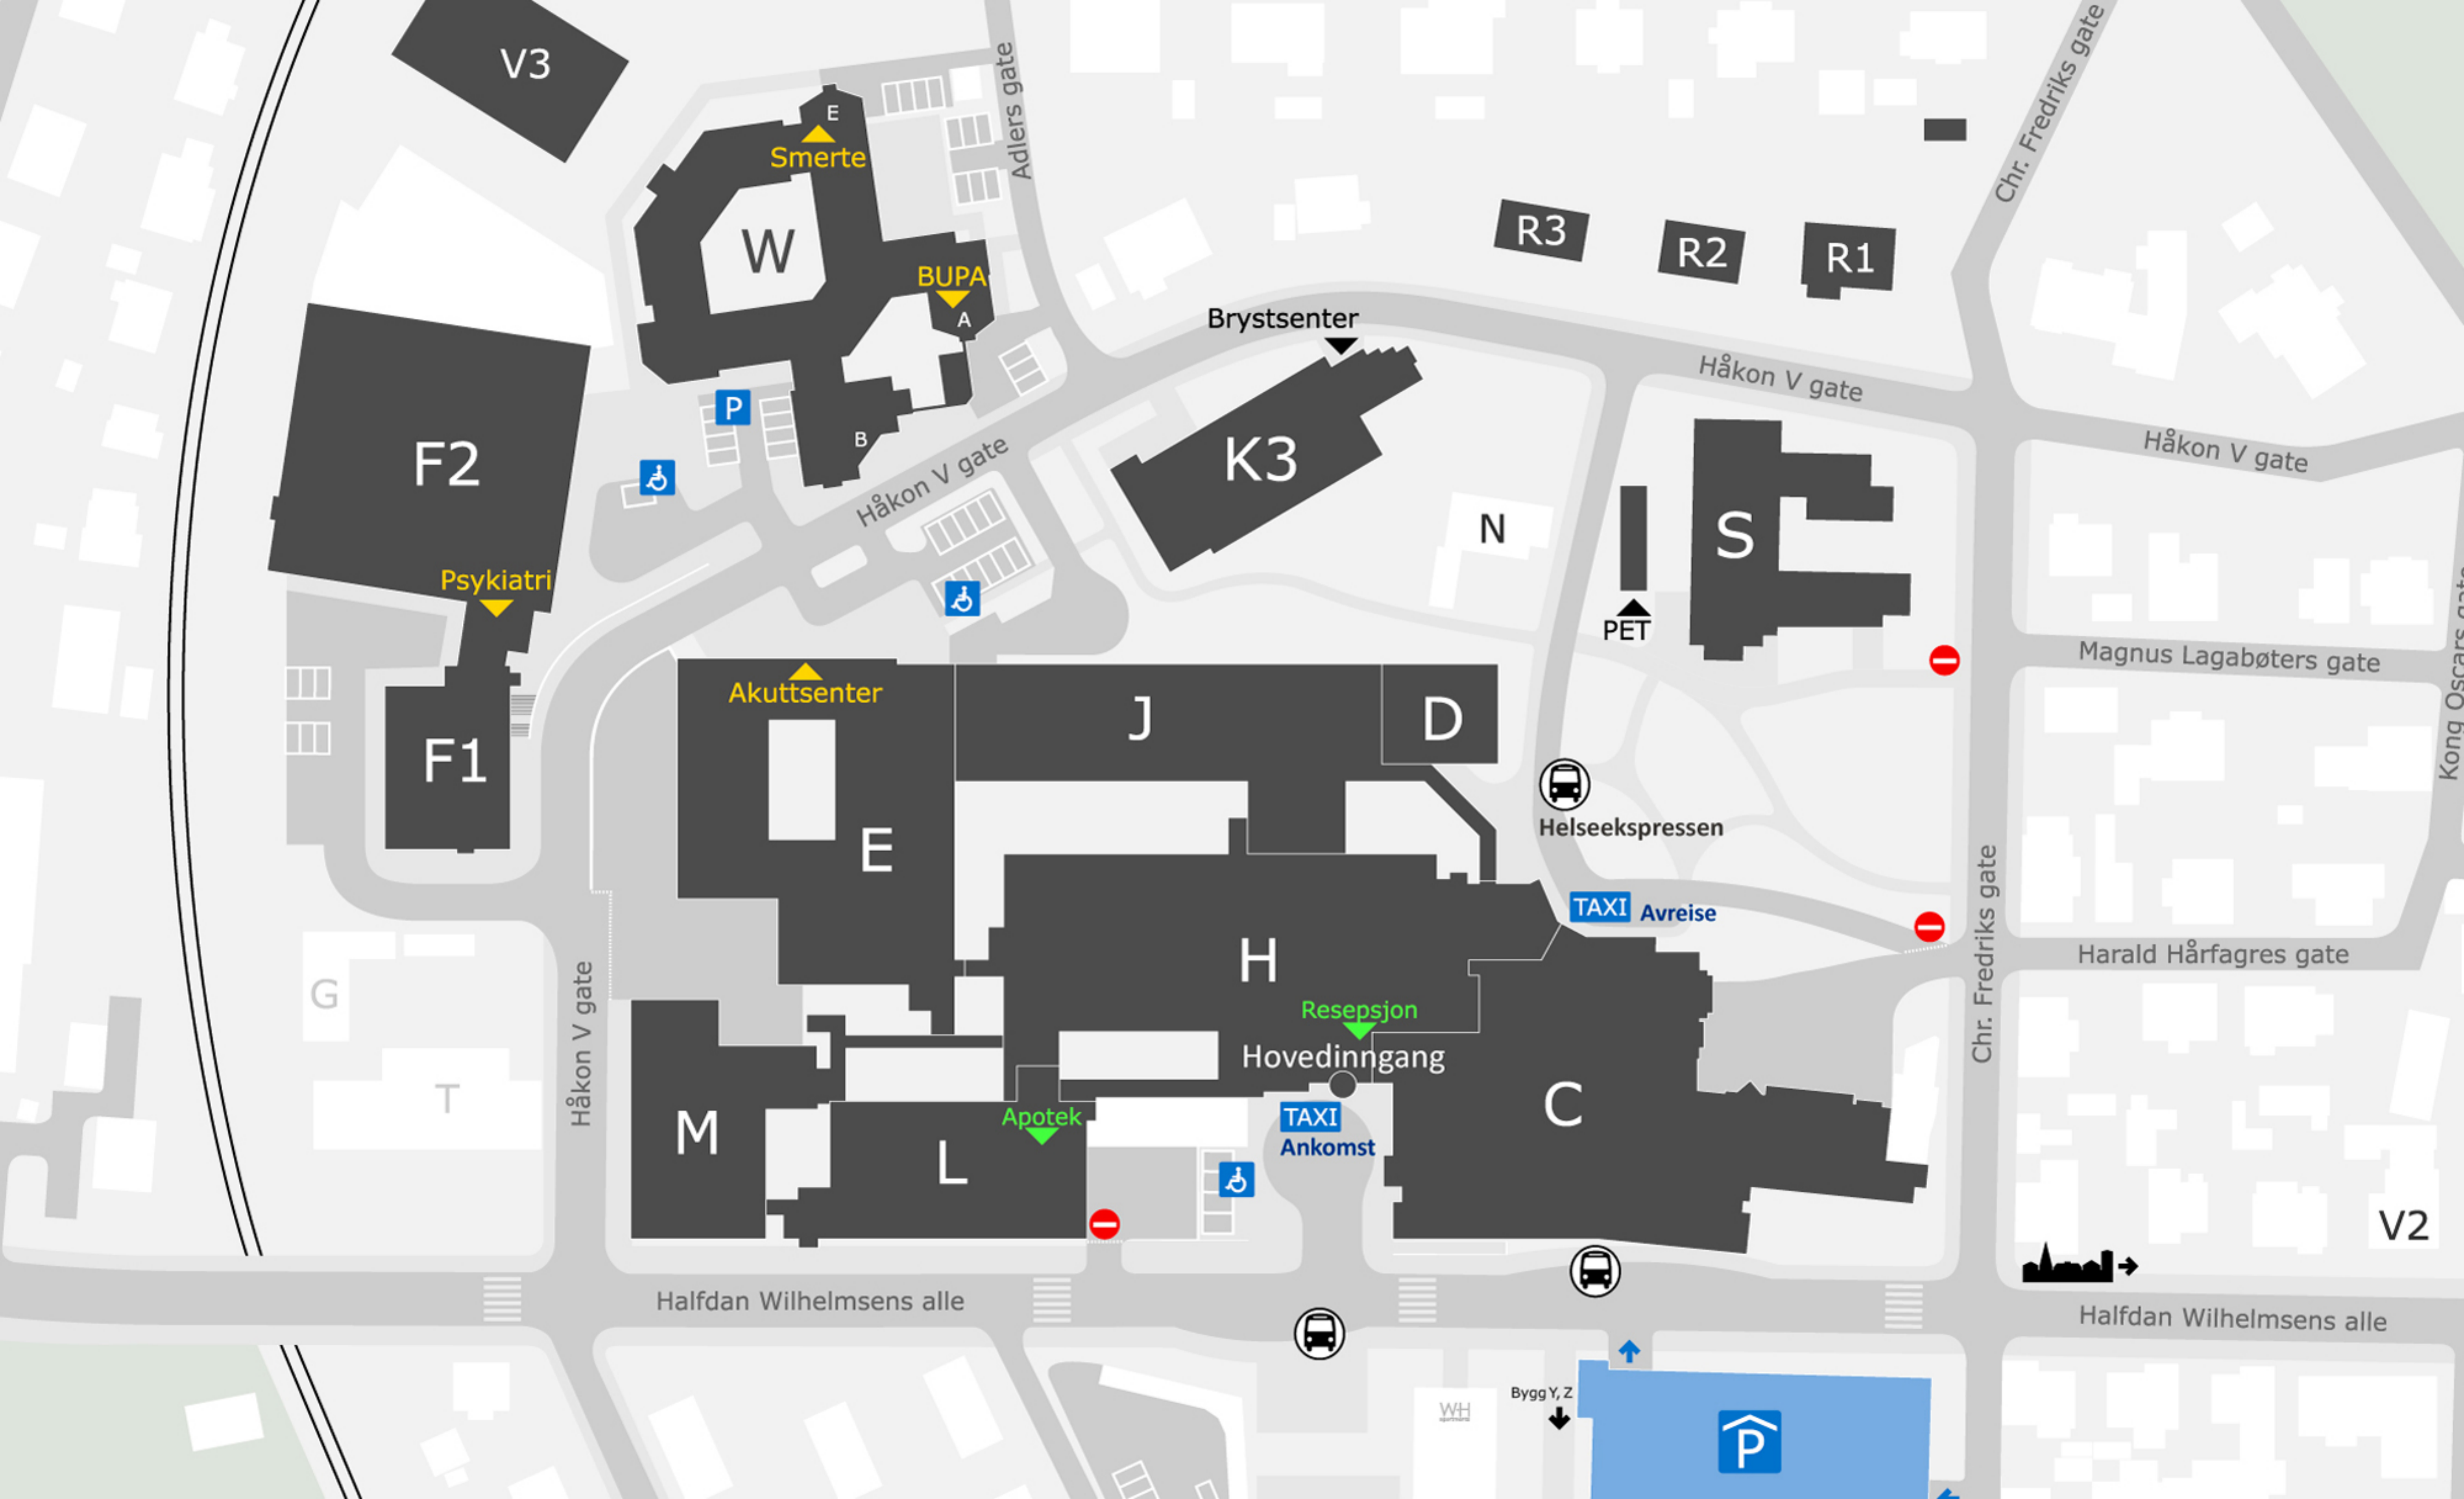 V3
Adlers gate
Chr. Fredriks gate
E
Smerte
W
R3
R2
R1
BUPA
A
Brystsenter
Håkon V gate
P
B
F2
K3
Håkon V gate
Håkon V gate
N
S
Psykiatri
PET
Magnus Lagabøters gate
Kong Oscars gate
Akuttsenter
J
D
F1
E
Helseekspressen
TAXI Avreise
Chr. Fredriks gate
Harald Hårfagres gate
H
G
Håkon V gate
Resepsjon
Hovedinngang
T
M
Apotek
TAXI
Ankomst
C
L
V2
Halfdan Wilhelmsens alle
Halfdan Wilhelmsens alle
Bygg Y, Z
WH
P